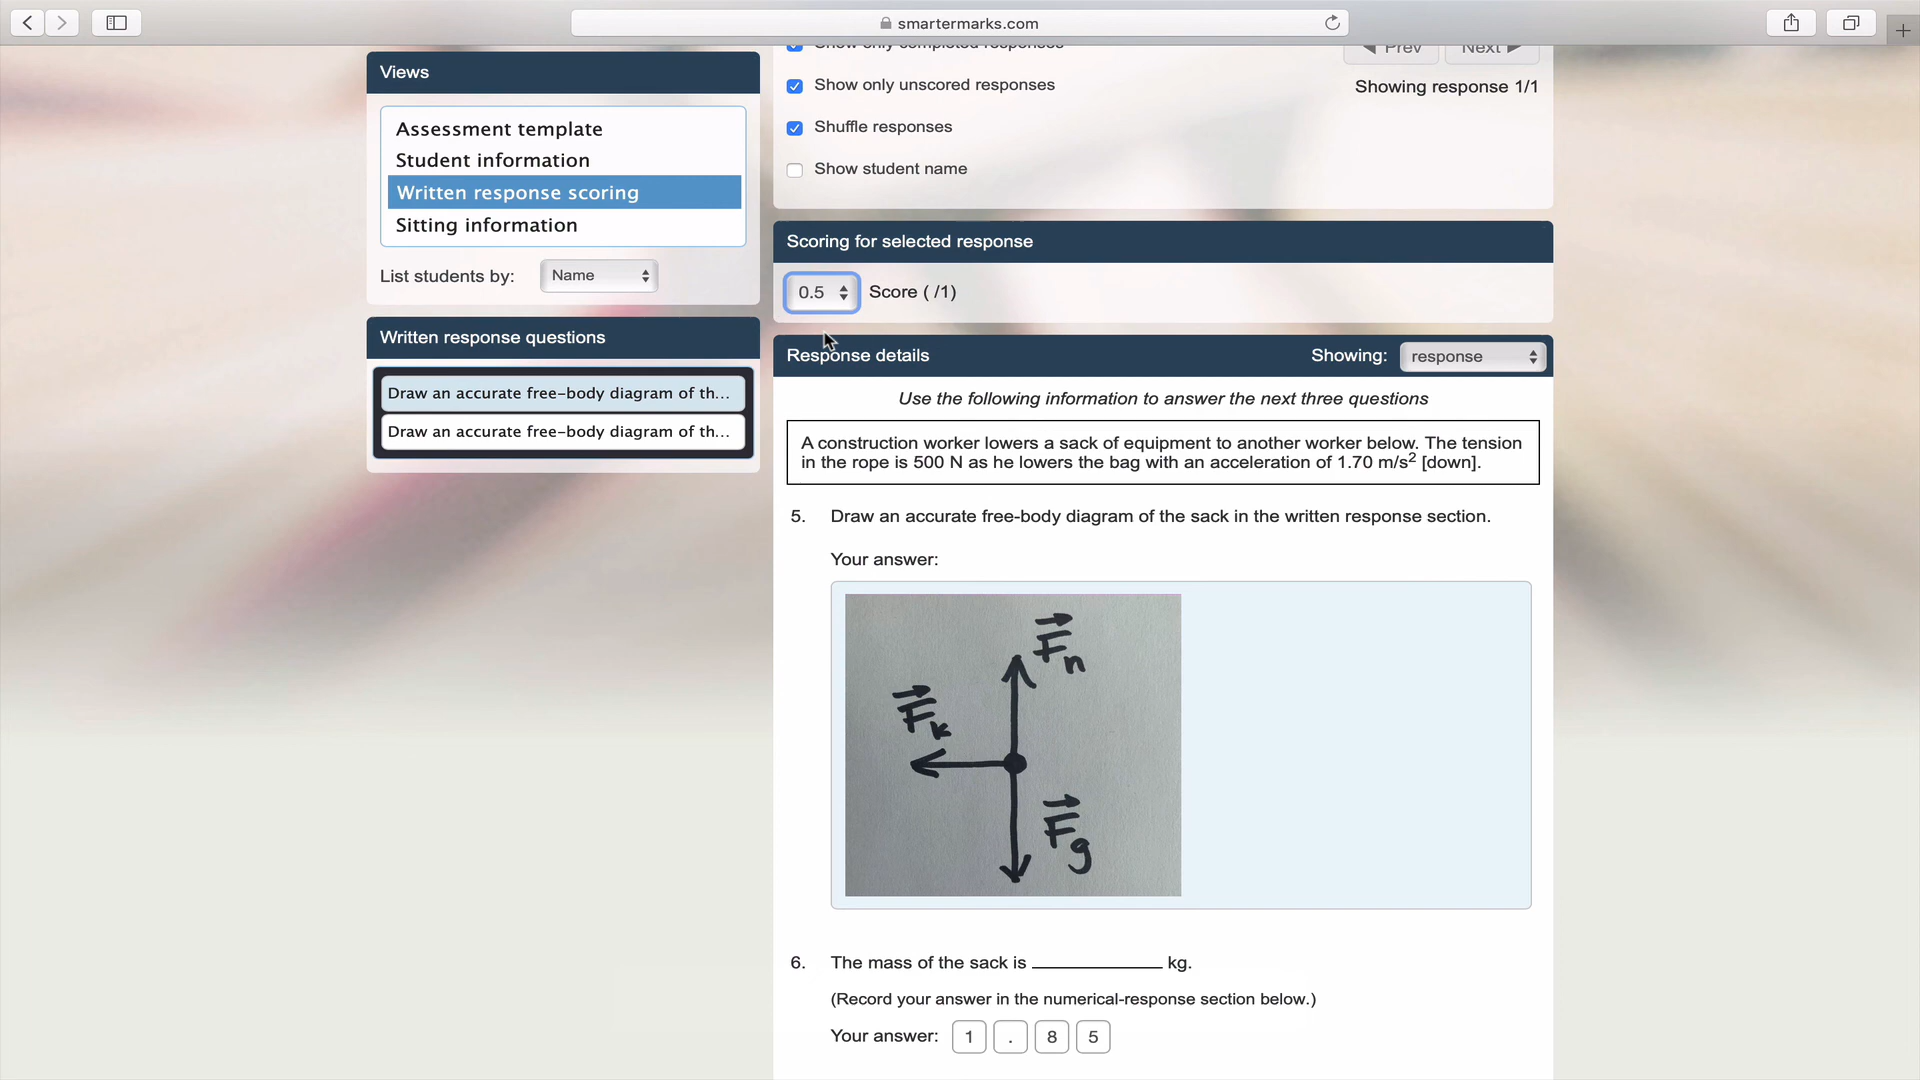 smartermarks.com
Views
Assessment template
Student information
Written response scoring
Sitting information
List students by: Name
Written response questions
Draw an accurate free-body diagram of th...
Draw an accurate free-body diagram of th...
Show only completed responses
Prev Next
Show only unscored responses
Showing response 1/1
Shuffle responses
Show student name
Scoring for selected response
0.5 Score ( /1)
Response details
Showing: response
Use the following information to answer the next three questions
A construction worker lowers a sack of equipment to another worker below. The tension
in the rope is 500 N as he lowers the bag with an acceleration of 1.70 m/s² [down].
5. Draw an accurate free-body diagram of the sack in the written response section.
Your answer:
Fn
Fk
Fg
6. The mass of the sack is ____________ kg.
(Record your answer in the numerical-response section below.)
Your answer: 1 . 8 5